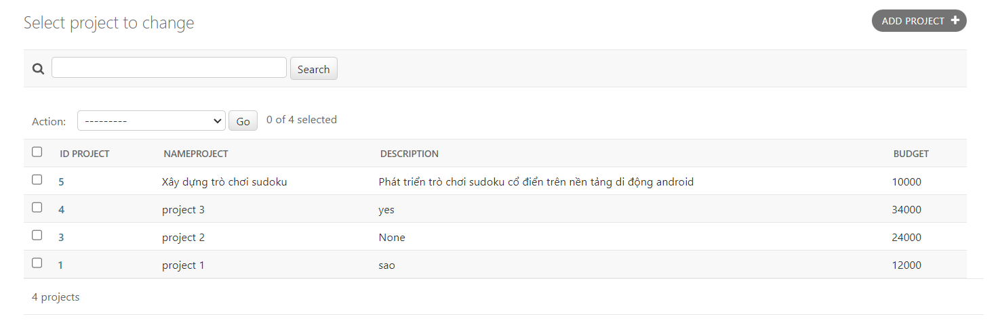 Select project to change
ADD PROJECT +
Search
Action: --------- Go 0 of 4 selected
ID PROJECT NAMEPROJECT DESCRIPTION BUDGET
5 Xây dựng trò chơi sudoku Phát triển trò chơi sudoku cổ điển trên nền tảng di động android 10000
4 project 3 yes 34000
3 project 2 None 24000
1 project 1 sao 12000
4 projects